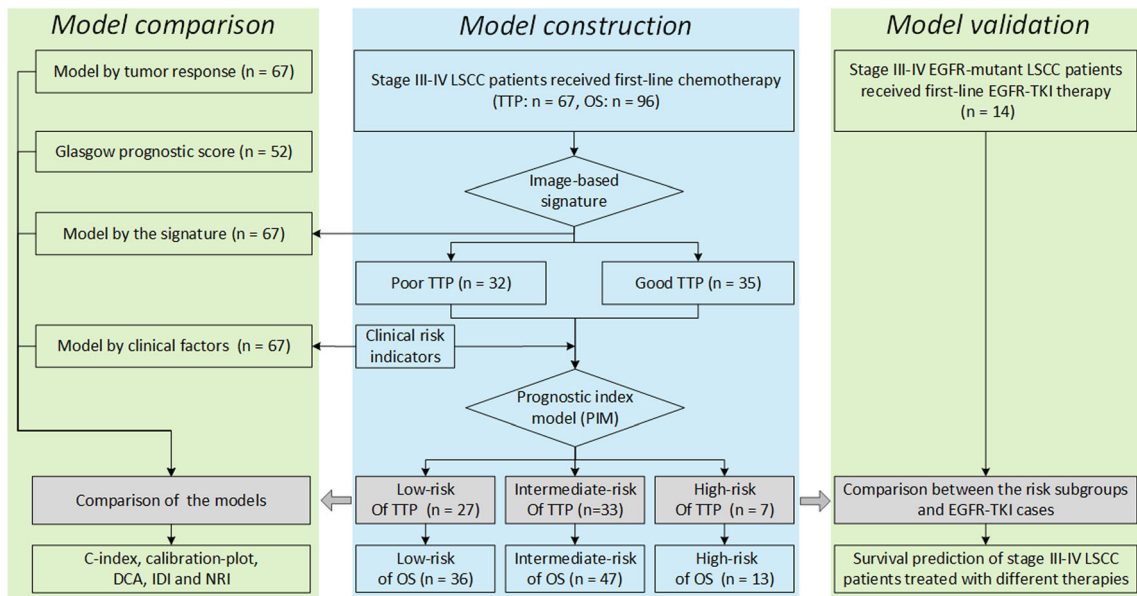 Model comparison
Model by tumor response (n = 67)
Glasgow prognostic score (n = 52)
Model by the signature (n = 67)
Model by clinical factors (n = 67)
Comparison of the models
C-index, calibration-plot,
DCA, IDI and NRI
Model construction
Stage III-IV LSCC patients received first-line chemotherapy
(TTP: n = 67, OS: n = 96)
Image-based
signature
Poor TTP (n = 32)
Good TTP (n = 35)
Clinical risk
indicators
Prognostic index
model (PIM)
Low-risk
Of TTP (n = 27)
Intermediate-risk
Of TTP (n=33)
High-risk
Of TTP (n = 7)
Low-risk
of OS (n = 36)
Intermediate-risk
of OS (n = 47)
High-risk
of OS (n = 13)
Model validation
Stage III-IV EGFR-mutant LSCC patients
received first-line EGFR-TKI therapy
(n = 14)
Comparison between the risk subgroups
and EGFR-TKI cases
Survival prediction of stage III-IV LSCC
patients treated with different therapies